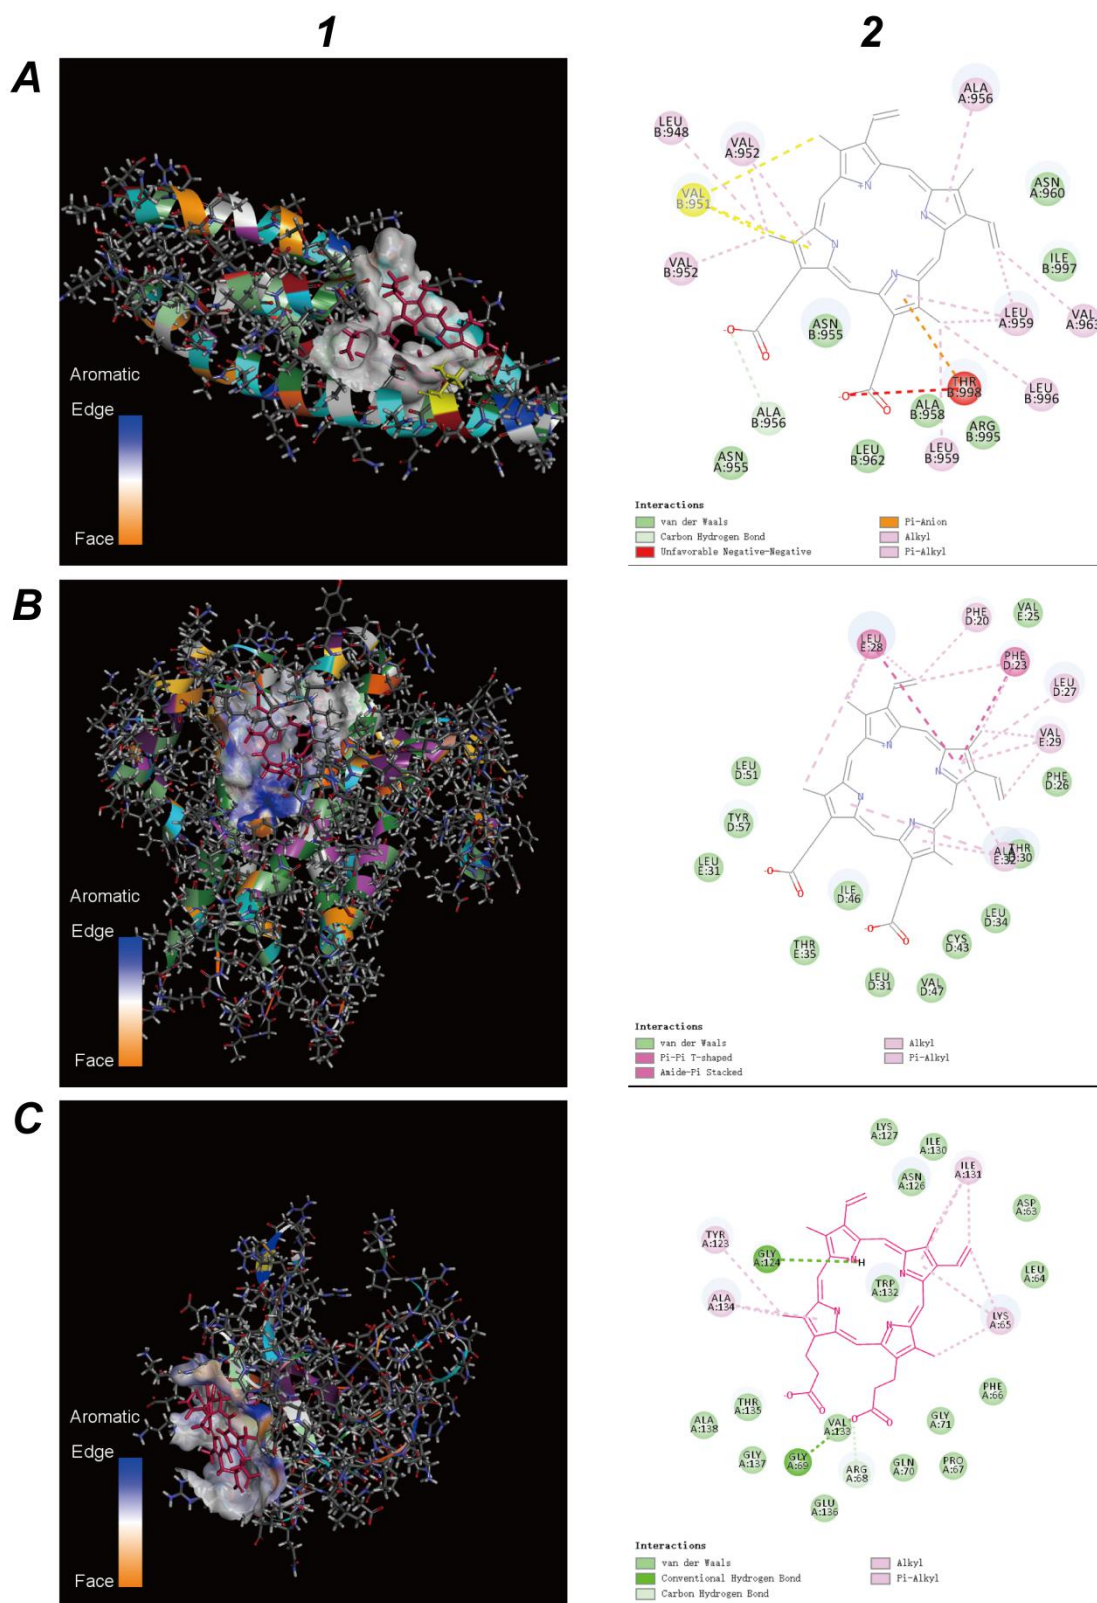 1
2
A
Aromatic
Edge
Face
ALA
A:956
LEU
B:948
VAL
A:952
VAL
B:951
ASN
A:960
VAL
B:952
ILE
B:997
ASN
B:955
LEU
A:959
VAL
A:963
THR
B:998
LEU
B:996
ALA
B:956
ALA
B:958
ARG
B:995
ASN
A:955
LEU
B:962
LEU
B:959
N
+
N
N
N
-O
O
-O
O
Interactions
van der Waals
Carbon Hydrogen Bond
Unfavorable Negative-Negative
Pi-Anion
Alkyl
Pi-Alkyl
B
Aromatic
Edge
Face
PHE
D:20
VAL
E:25
LEU
E:28
PHE
D:23
LEU
D:27
VAL
E:29
LEU
D:51
PHE
D:26
TYR
D:57
ALA
E:32
THR
D:30
LEU
E:31
ILE
D:46
LEU
D:34
THR
E:35
CYS
D:43
LEU
D:31
VAL
D:47
N
+
N
N
N
-O
O
-O
O
Interactions
van der Waals
Pi-Pi T-shaped
Amide-Pi Stacked
Alkyl
Pi-Alkyl
C
Aromatic
Edge
Face
LYS
A:127
ILE
A:130
ILE
A:131
ASN
A:126
ASP
A:63
TYR
A:123
GLY
A:124
TRP
A:132
LEU
A:64
ALA
A:134
LYS
A:65
PHE
A:66
THR
A:135
ALA
A:138
VAL
A:133
GLY
A:71
GLY
A:137
GLY
A:69
ARG
A:68
GLN
A:70
PRO
A:67
GLU
A:136
N
H
N
N
N
-O
O
-O
O
Interactions
van der Waals
Conventional Hydrogen Bond
Carbon Hydrogen Bond
Alkyl
Pi-Alkyl